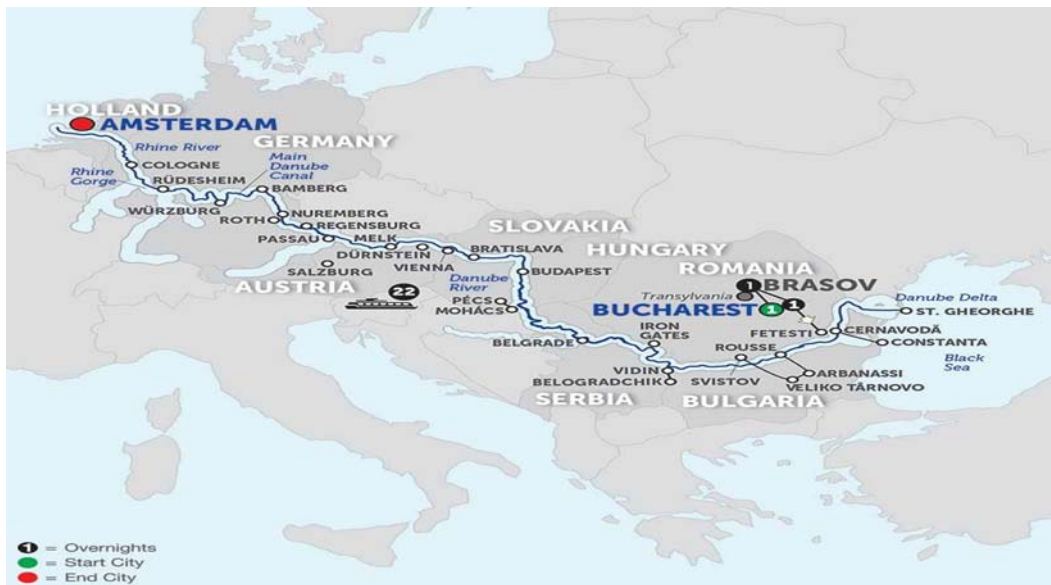 HOLLAND
AMSTERDAM
Rhine River
GERMANY
COLOGNE
Main
Danube
Canal
Rhine
Gorge
RÜDESHEIM
BAMBERG
WÜRZBURG
NUREMBERG
ROTH
REGENSBURG
PASSAU
MELK
SLOVAKIA
DÜRNSTEIN
BRATISLAVA
HUNGARY
SALZBURG
VIENNA
BUDAPEST
ROMANIA
AUSTRIA
Danube
River
1
BRASOV
22
PÉCS
Transylvania
Danube Delta
MOHÁCS
BUCHAREST
1
1
ST. GHEORGHE
IRON
GATES
FETESTI
CERNAVODĂ
BELGRADE
ROUSSE
CONSTANTA
Black
Sea
VIDIN
ARBANASSI
BELOGRADCHIK
SVISTOV
VELIKO TÁRNOVO
SERBIA
BULGARIA
1 = Overnights
= Start City
= End City